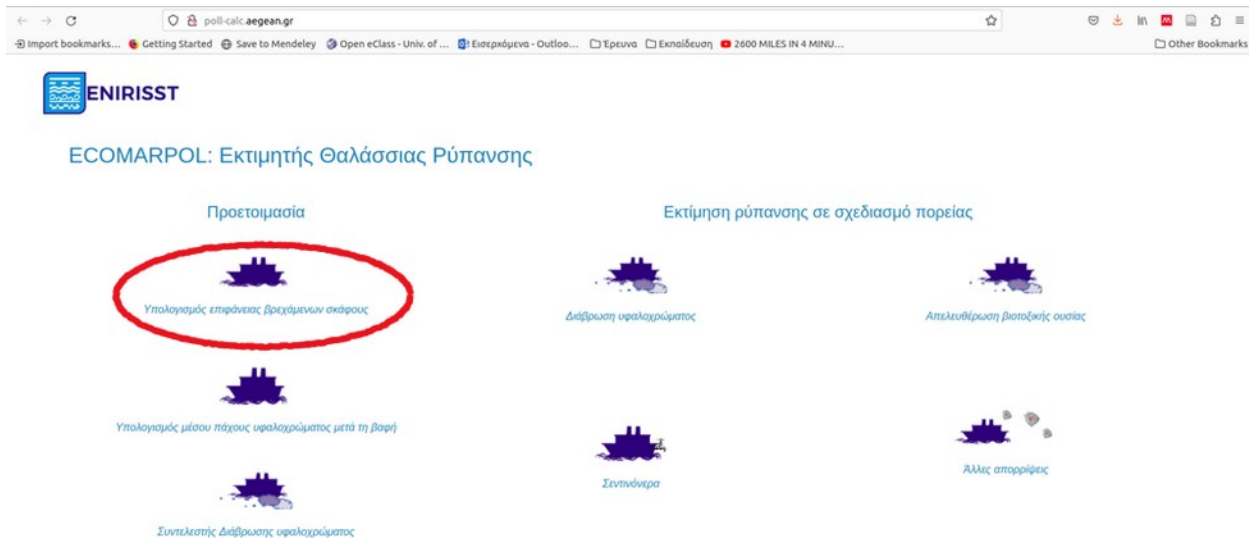 poll-calc.aegean.gr
Import bookmarks... Getting Started Save to Mendeley Open eClass - Univ. of ... Εισερχόμενα - Outloo... Έρευνα Εκπαίδευση 2600 MILES IN 4 MINU... Other Bookmarks
ENIRISST
ECOMARPOL: Εκτιμητής Θαλάσσιας Ρύπανσης
Προετοιμασία
Εκτίμηση ρύπανσης σε σχεδιασμό πορείας
Υπολογισμός επιφάνειας βρεχάμενων σκάφους
Διάβρωση υφαλοχρώματος
Απελευθέρωση βιοτοξικής ουσίας
Υπολογισμός μέσου πάχους υφαλοχρώματος μετά τη βαφή
Σεντινόνερα
Άλλες απορρίψεις
Συντελεστής Διάβρωσης υφαλοχρώματος